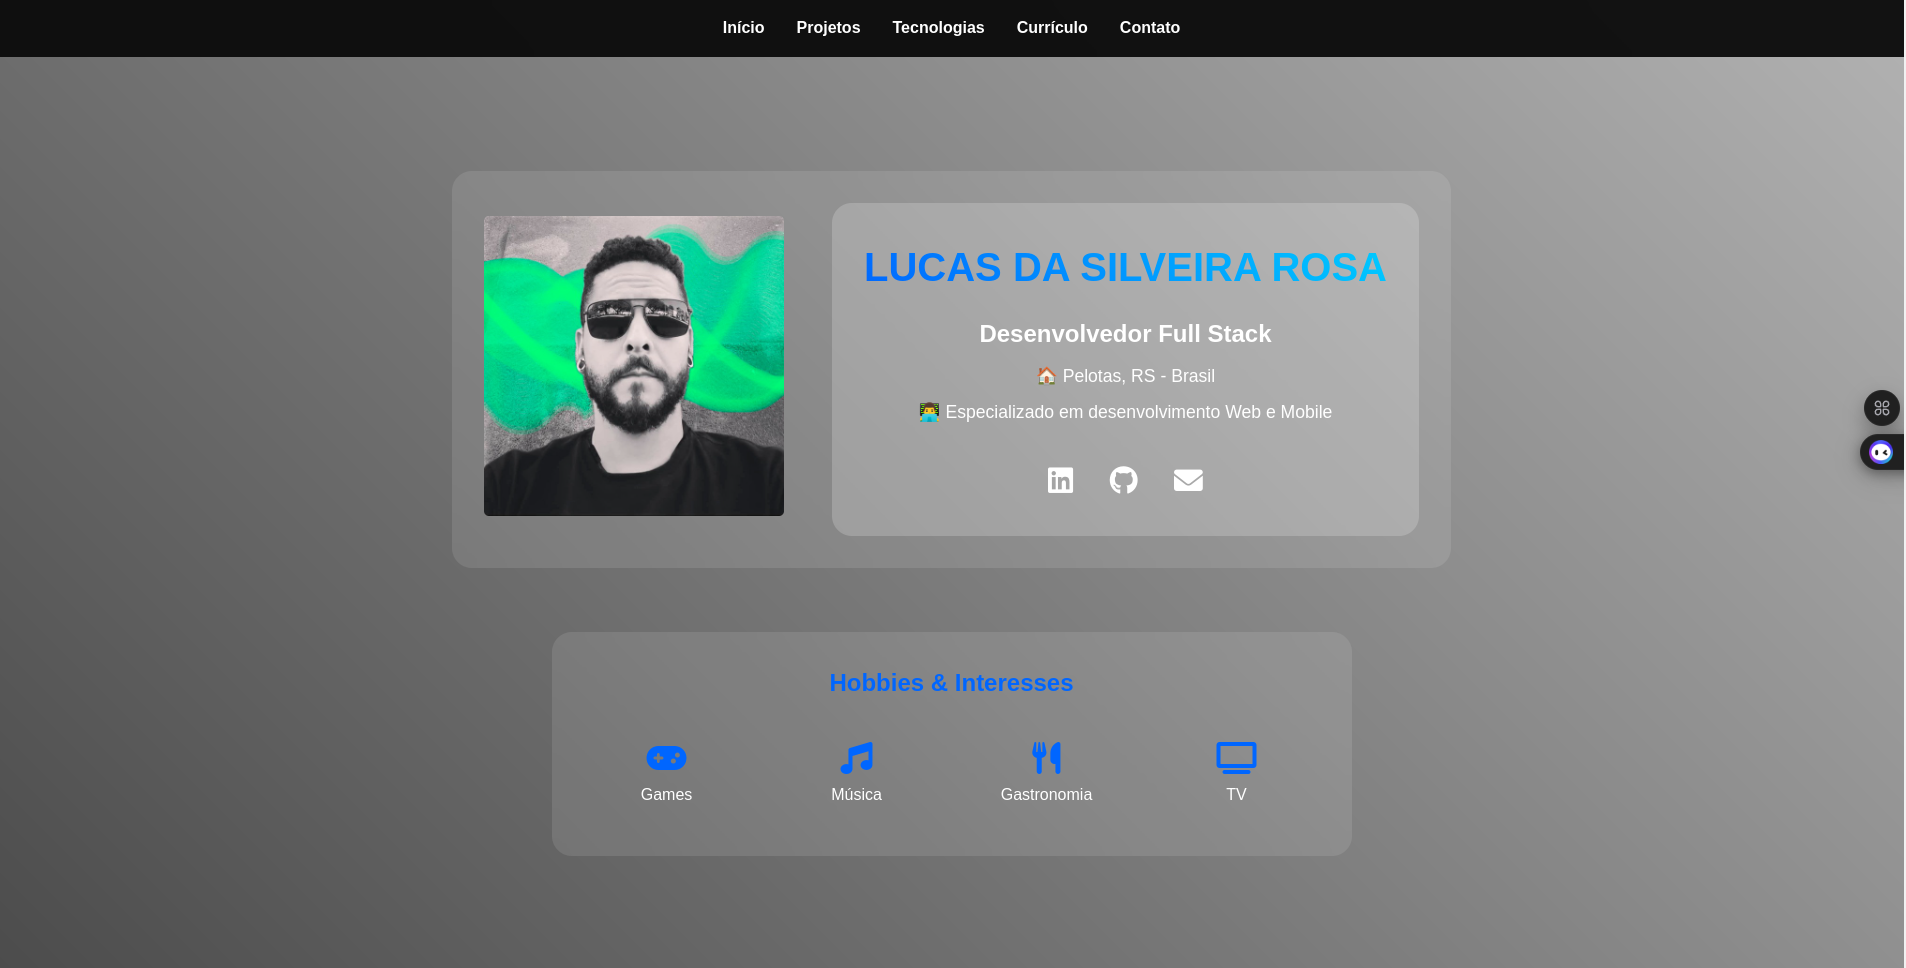 Início Projetos Tecnologias Currículo Contato
LUCAS DA SILVEIRA ROSA
Desenvolvedor Full Stack
🏠 Pelotas, RS - Brasil
👨‍💻 Especializado em desenvolvimento Web e Mobile
Hobbies & Interesses
Games Música Gastronomia TV